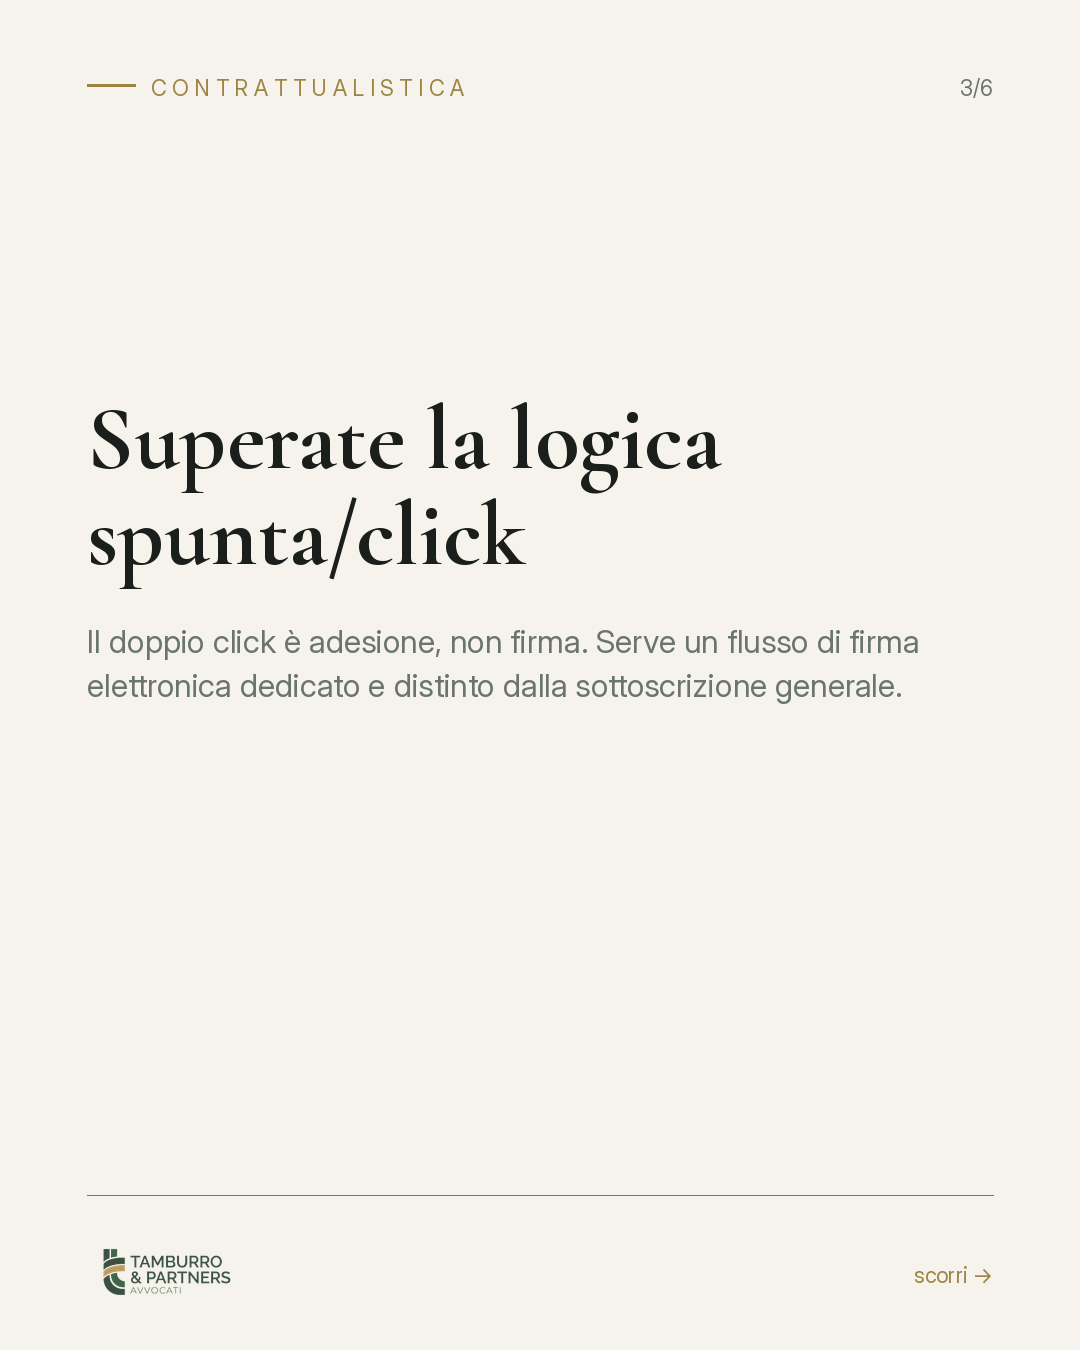 CONTRATTUALISTICA
3/6
Superate la logica
spunta/click
Il doppio click è adesione, non firma. Serve un flusso di firma
elettronica dedicato e distinto dalla sottoscrizione generale.
TAMBURRO
& PARTNERS
AVVOCATI
scorri →